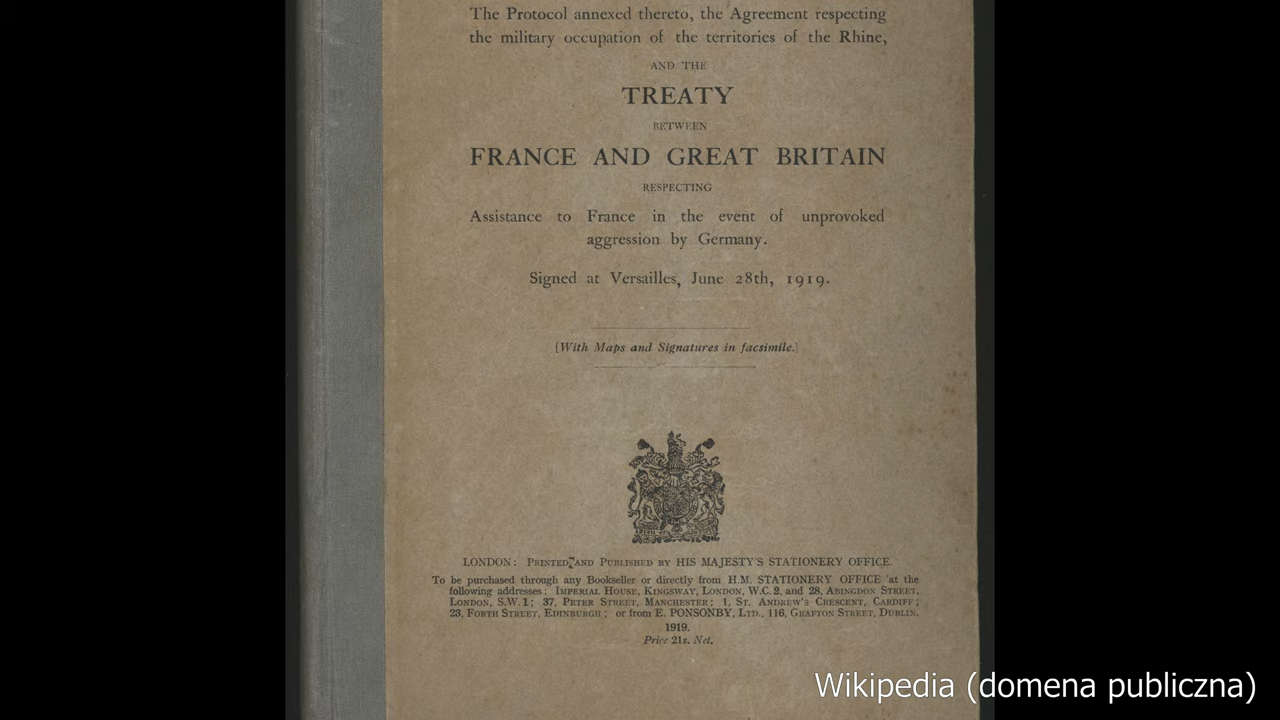 The Protocol annexed thereto, the Agreement respecting
the military occupation of the territories of the Rhine,
AND THE
TREATY
BETWEEN
FRANCE AND GREAT BRITAIN
RESPECTING
Assistance to France in the event of unprovoked
aggression by Germany.
Signed at Versailles, June 28th, 1919.
[With Maps and Signatures in facsimile.]
LONDON: PRINTED AND PUBLISHED BY HIS MAJESTY'S STATIONERY OFFICE.
To be purchased through any Bookseller or directly from H.M. STATIONERY OFFICE at the
following addresses: IMPERIAL HOUSE, KINGSWAY, LONDON, W.C.2, and 28, ABINGDON STREET,
LONDON, S.W.1; 37, PETER STREET, MANCHESTER; 1, ST. ANDREW'S CRESCENT, CARDIFF;
23, FORTH STREET, EDINBURGH; or from E. PONSONBY, LTD., 116, GRAFTON STREET, DUBLIN.
1919.
Price 21s. Net.
Wikipedia (domena publiczna)